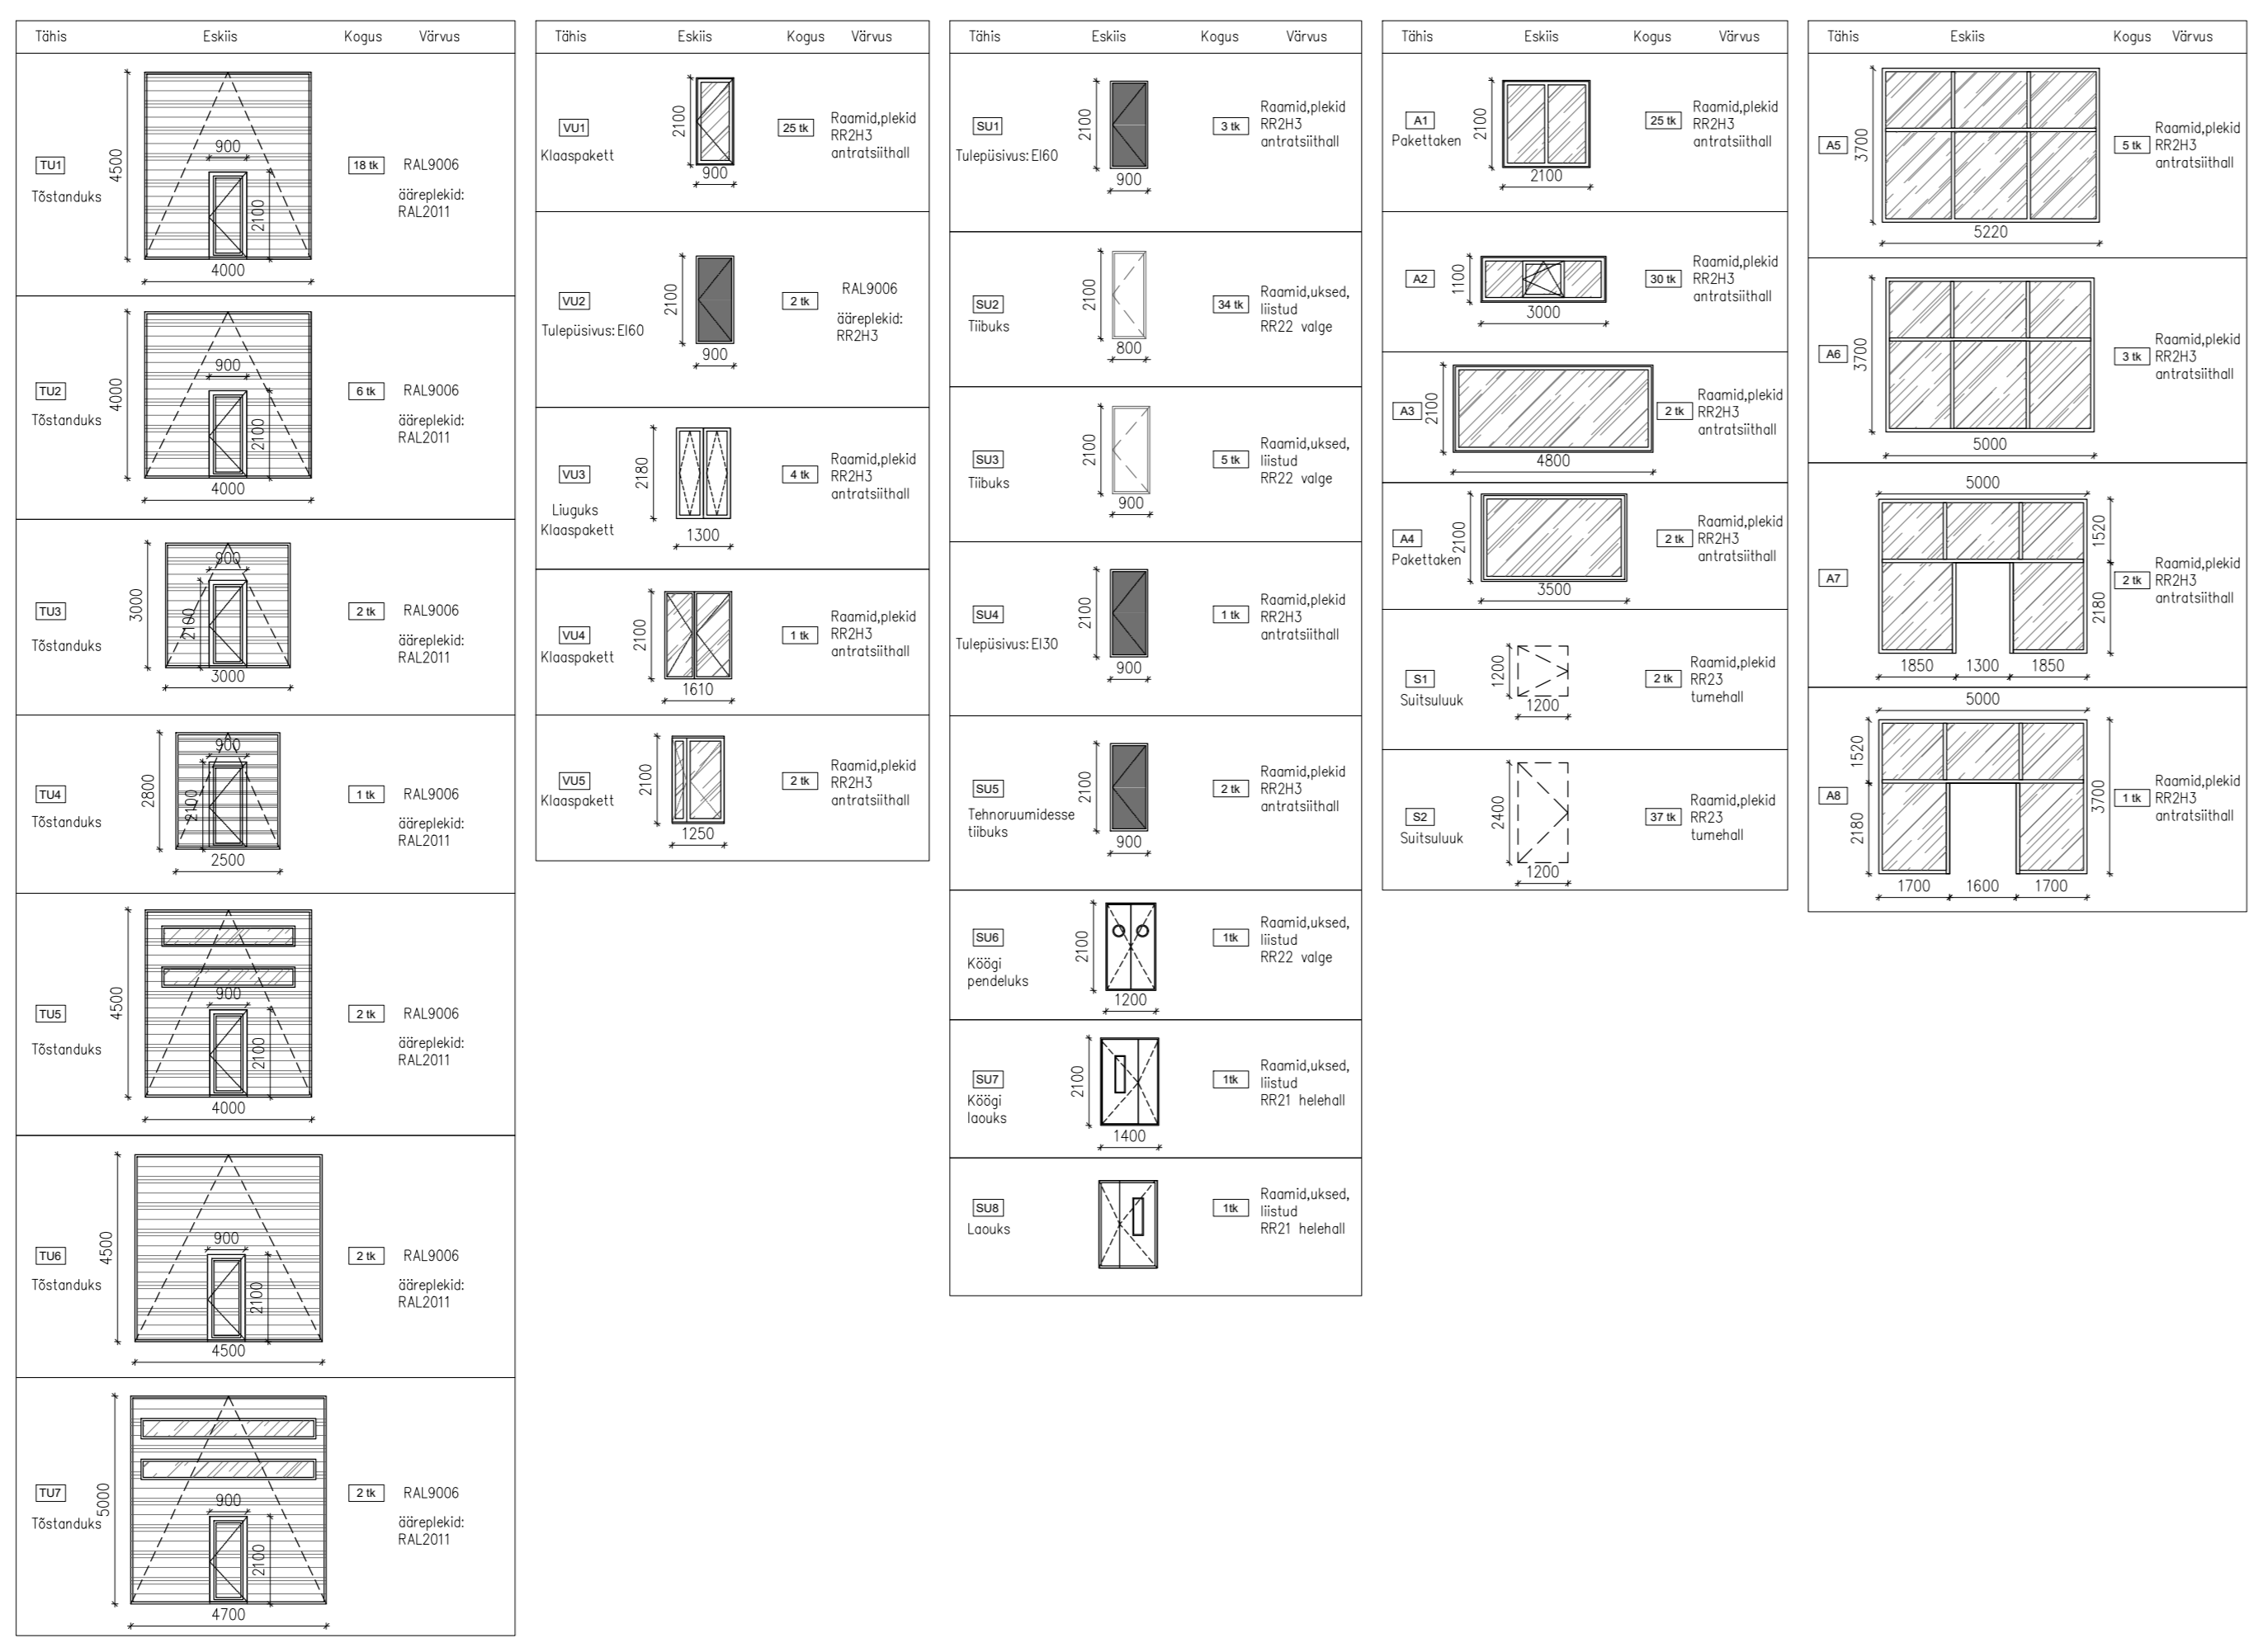 Tähis Eskiis Kogus Värvus
4500
900
TU1
18 tk
RAL9006
Tõstanduks
ääreplekid:
RAL2011
2100
4000
4000
900
TU2
6 tk
RAL9006
Tõstanduks
ääreplekid:
RAL2011
2100
4000
3000
900
TU3
2 tk
RAL9006
2100
Tõstanduks
ääreplekid:
RAL2011
3000
2800
900
TU4
1 tk
RAL9006
2100
Tõstanduks
ääreplekid:
RAL2011
2500
4500
900
TU5
2 tk
RAL9006
Tõstanduks
ääreplekid:
RAL2011
2100
4000
4500
900
TU6
2 tk
RAL9006
Tõstanduks
ääreplekid:
RAL2011
2100
4500
5000
900
TU7
2 tk
RAL9006
Tõstanduks
ääreplekid:
RAL2011
2100
4700
Tähis Eskiis Kogus Värvus
VU1
Klaaspakett
2100
900
25 tk
Raamid,plekid
RR2H3
antratsiithall
VU2
Tulepüsivus: EI60
2100
900
2 tk
RAL9006
ääreplekid:
RR2H3
VU3
Liuguks
Klaaspakett
2180
1300
4 tk
Raamid,plekid
RR2H3
antratsiithall
VU4
Klaaspakett
2100
1610
1 tk
Raamid,plekid
RR2H3
antratsiithall
VU5
Klaaspakett
2100
1250
2 tk
Raamid,plekid
RR2H3
antratsiithall
Tähis Eskiis Kogus Värvus
SU1
Tulepüsivus: EI60
2100
900
3 tk
Raamid,plekid
RR2H3
antratsiithall
SU2
Tiibuks
2100
800
34 tk
Raamid,uksed,
liistud
RR22 valge
SU3
Tiibuks
2100
900
5 tk
Raamid,uksed,
liistud
RR22 valge
SU4
Tulepüsivus: EI30
2100
900
1 tk
Raamid,plekid
RR2H3
antratsiithall
SU5
Tehnoruumidesse
tiibuks
2100
900
2 tk
Raamid,plekid
RR2H3
antratsiithall
SU6
Köögi
pendeluks
2100
1200
1tk
Raamid,uksed,
liistud
RR22 valge
SU7
Köögi
laouks
2100
1400
1tk
Raamid,uksed,
liistud
RR21 helehall
SU8
Laouks
1tk
Raamid,uksed,
liistud
RR21 helehall
Tähis Eskiis Kogus Värvus
A1
Pakettaken
2100
2100
25 tk
Raamid,plekid
RR2H3
antratsiithall
A2
1100
3000
30 tk
Raamid,plekid
RR2H3
antratsiithall
A3
2100
4800
2 tk
Raamid,plekid
RR2H3
antratsiithall
A4
Pakettaken
2100
3500
2 tk
Raamid,plekid
RR2H3
antratsiithall
S1
Suitsuluuk
1200
1200
2 tk
Raamid,plekid
RR23
tumehall
S2
Suitsuluuk
2400
1200
37 tk
Raamid,plekid
RR23
tumehall
Tähis Eskiis Kogus Värvus
A5
3700
5220
5 tk
Raamid,plekid
RR2H3
antratsiithall
A6
3700
5000
3 tk
Raamid,plekid
RR2H3
antratsiithall
A7
5000
1520
2180
1850 1300 1850
2 tk
Raamid,plekid
RR2H3
antratsiithall
A8
5000
1520
2180
3700
1700 1600 1700
1 tk
Raamid,plekid
RR2H3
antratsiithall